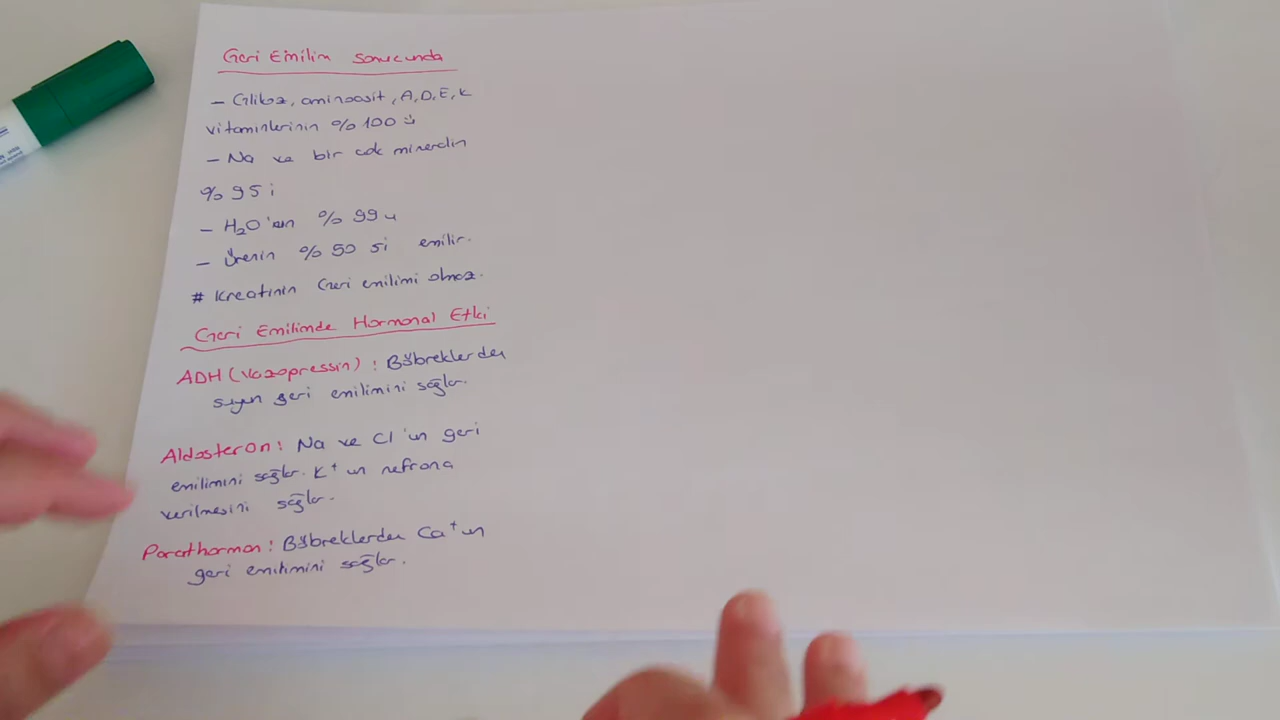 Geri Emilim sonucunda
- Glikoz, aminoasit, A, D, E, K
vitaminlerinin %100 ü
- Na ve bir çok mineralin
%95 i
- H₂O'nun %99 u
- Ürenin %50 si emilir.
# Kreatinin Geri emilimi olmaz.
Geri Emilimde Hormonal Etki
ADH (Vazopressin) : Böbreklerden
suyun geri emilimini sağlar.
Aldosteron : Na ve Cl 'un geri
emilimini sağlar. K⁺ un nefrona
verilmesini sağlar.
Parathormon : Böbreklerden Ca⁺ un
geri emilimini sağlar.